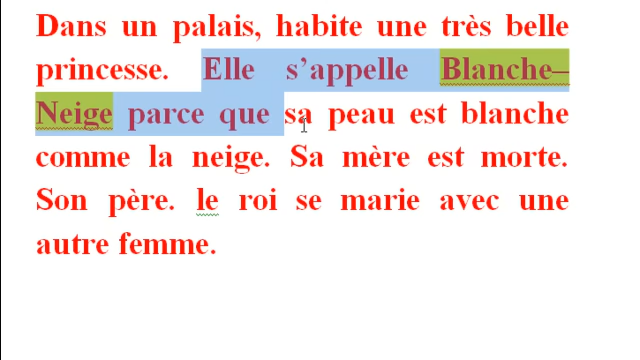 Dans un palais, habite une très belle
princesse. Elle s’appelle Blanche–
Neige parce que sa peau est blanche
comme la neige. Sa mère est morte.
Son père. le roi se marie avec une
autre femme.